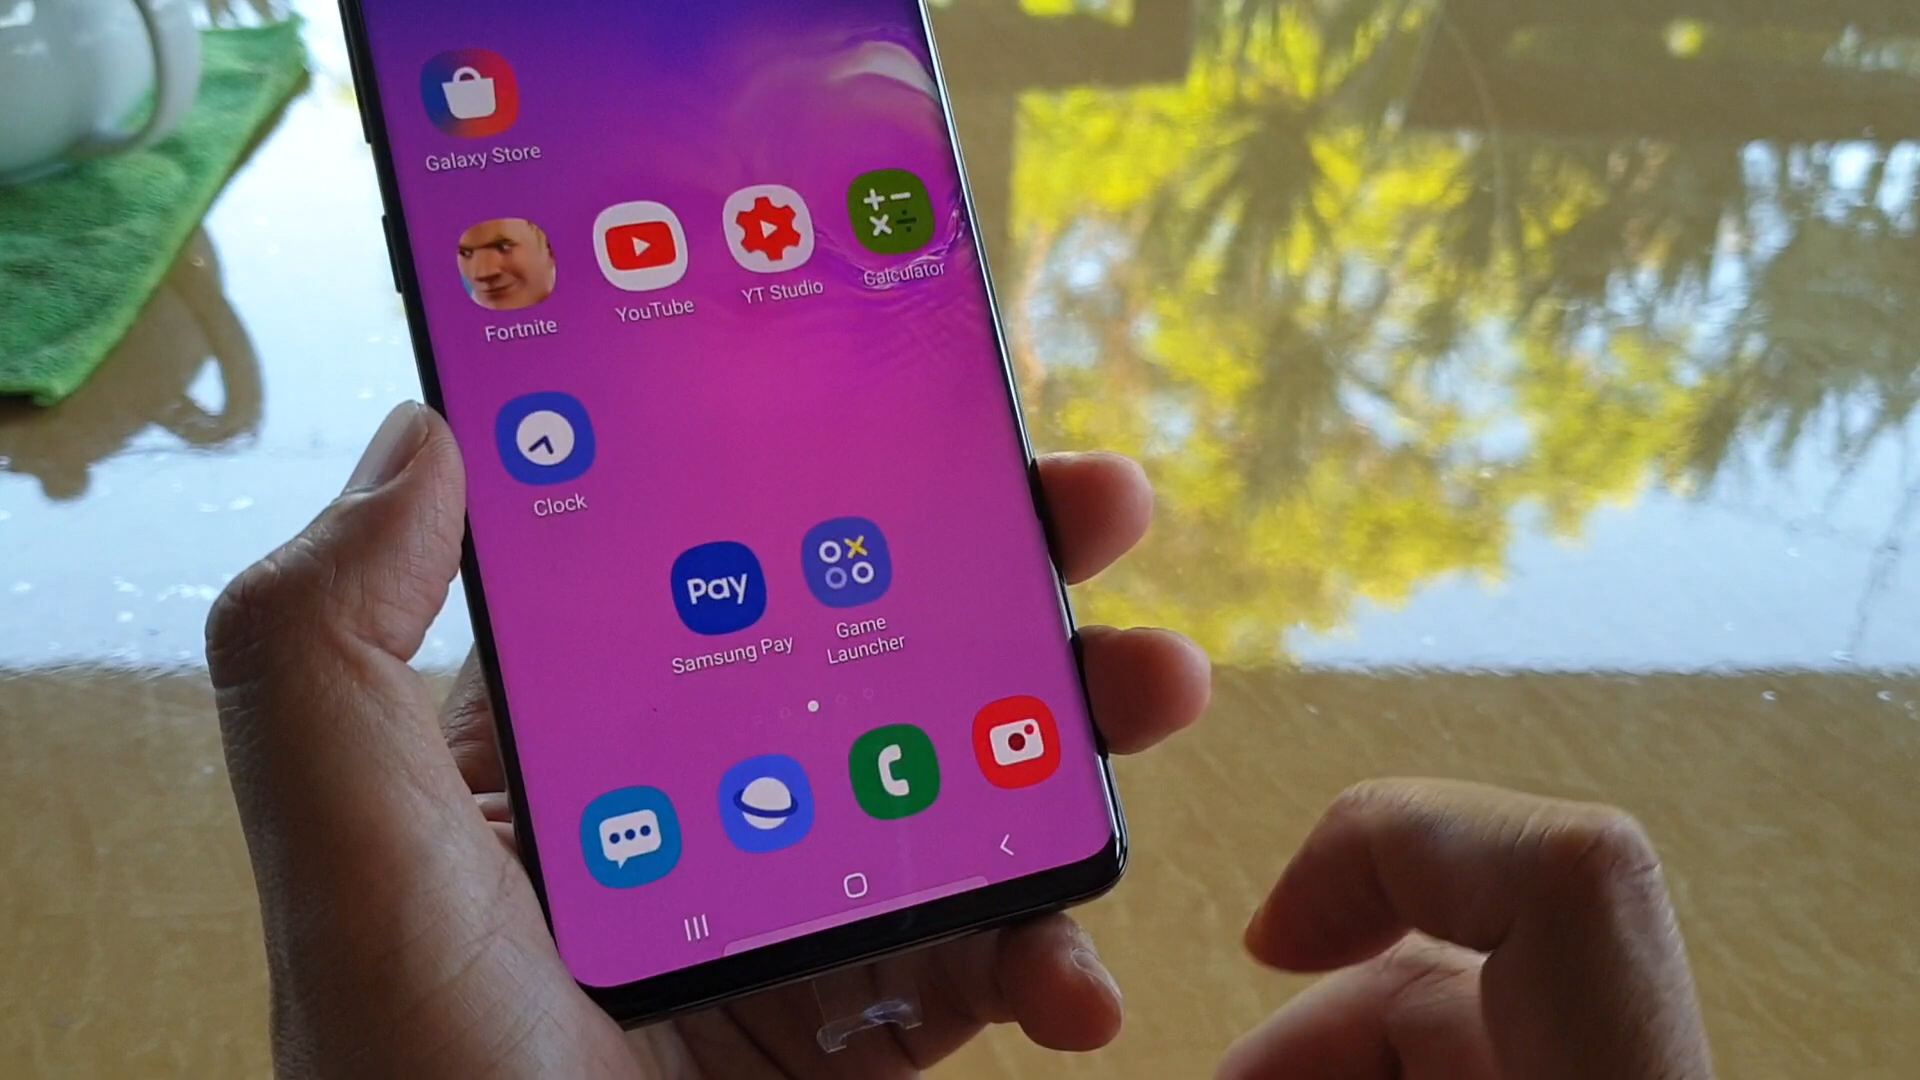 Galaxy Store
Fortnite
YouTube
YT Studio
Calculator
Clock
Pay
Samsung Pay
Game
Launcher